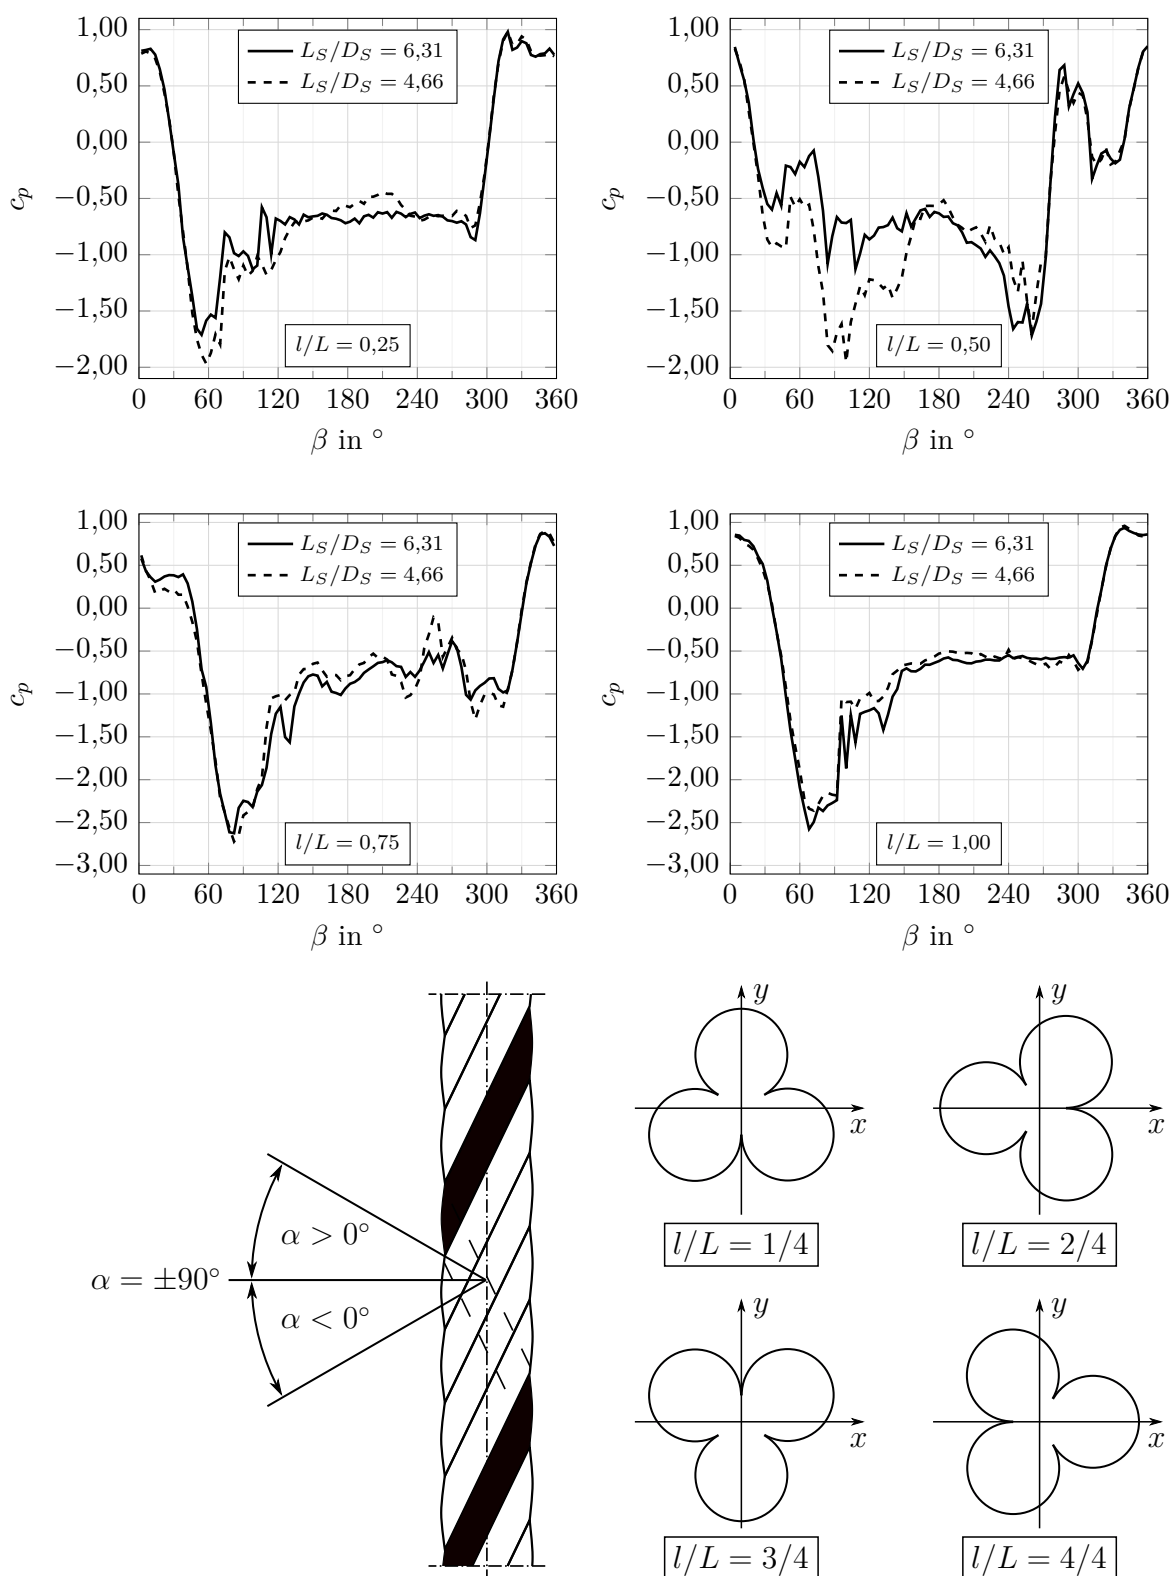 1,00
0,50
0,00
−0,50
−1,00
−1,50
−2,00
c_p
L_S/D_S = 6,31
L_S/D_S = 4,66
l/L = 0,25
0 60 120 180 240 300 360
β in °
1,00
0,50
0,00
−0,50
−1,00
−1,50
−2,00
c_p
L_S/D_S = 6,31
L_S/D_S = 4,66
l/L = 0,50
0 60 120 180 240 300 360
β in °
1,00
0,50
0,00
−0,50
−1,00
−1,50
−2,00
−2,50
−3,00
c_p
L_S/D_S = 6,31
L_S/D_S = 4,66
l/L = 0,75
0 60 120 180 240 300 360
β in °
1,00
0,50
0,00
−0,50
−1,00
−1,50
−2,00
−2,50
−3,00
c_p
L_S/D_S = 6,31
L_S/D_S = 4,66
l/L = 1,00
0 60 120 180 240 300 360
β in °
α > 0°
α = ±90°
α < 0°
y
x
l/L = 1/4
y
x
l/L = 2/4
y
x
l/L = 3/4
y
x
l/L = 4/4